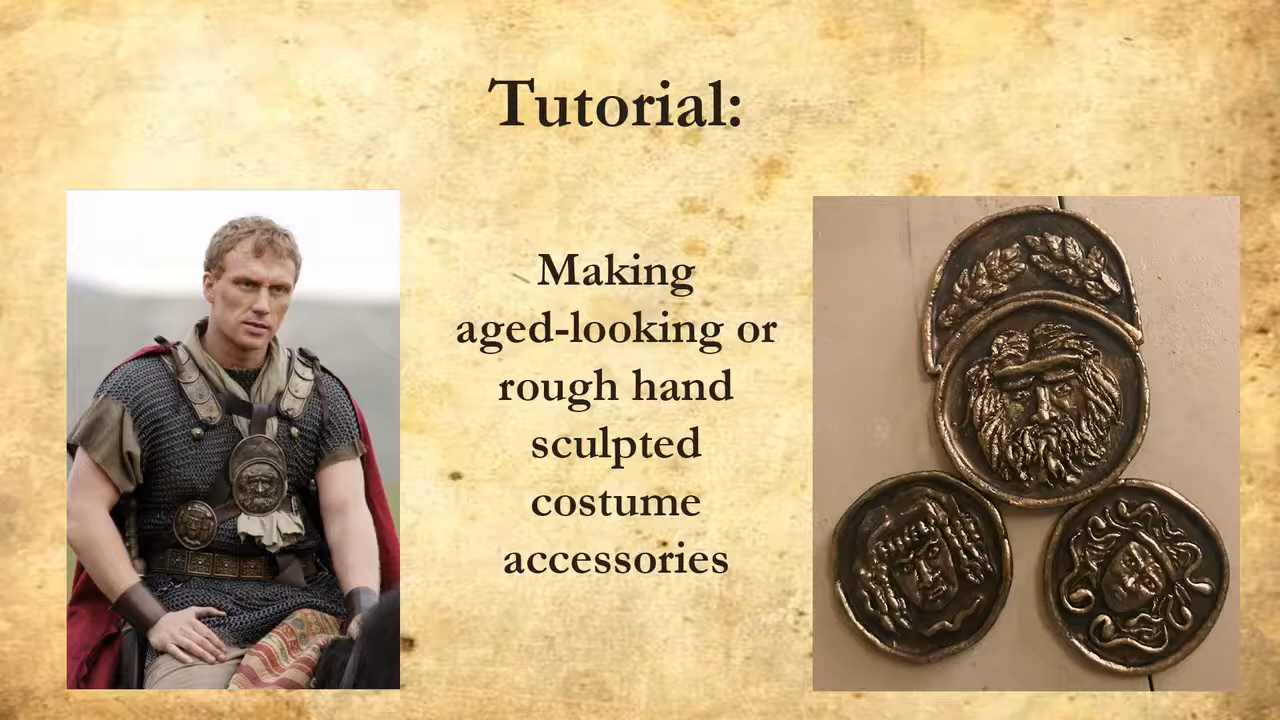 Tutorial:
Making
aged-looking or
rough hand
sculpted
costume
accessories